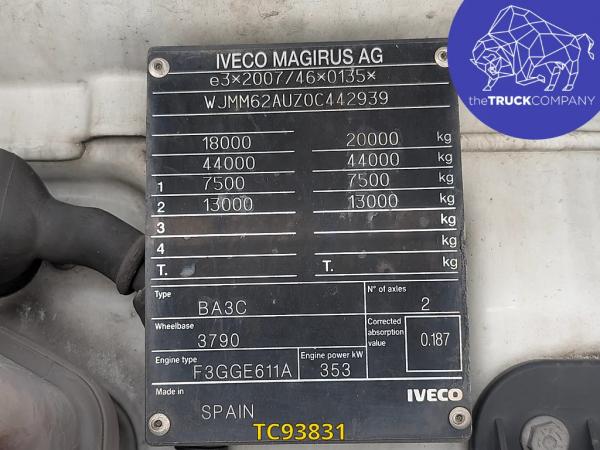 IVECO MAGIRUS AG
e3*2007/46*0135*
WJMM62AUZ0C442939
18000 20000 kg
44000 44000 kg
1 7500 7500 kg
2 13000 13000 kg
3 kg
4 kg
T. T. kg
Type N° of axles
BA3C 2
Wheelbase Corrected absorption value
3790 0.187
Engine type Engine power kW
F3GGE611A 353
Made in IVECO
SPAIN
TC93831
theTRUCKCOMPANY